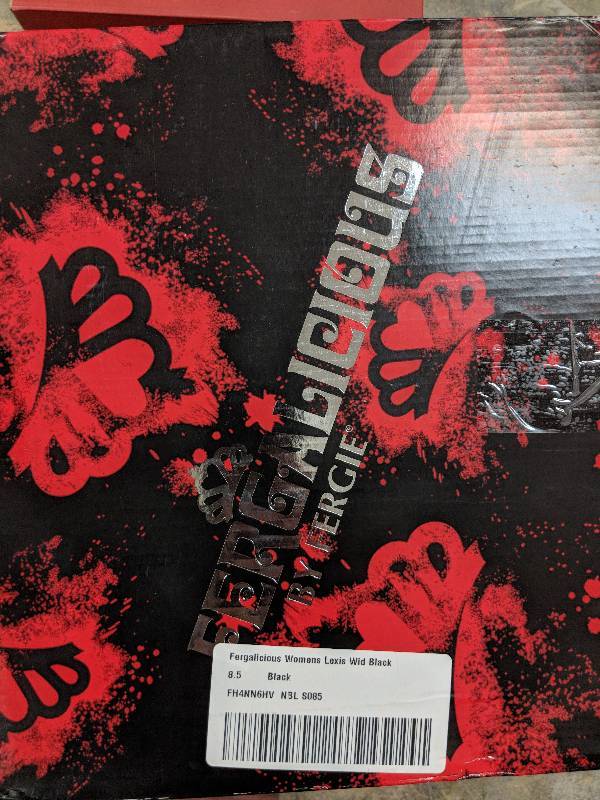 FERGALICIOUS
BY FERGIE®
Fergalicious Womens Lexis Wid Black
8.5 Black
FH4NN6HV N3L S085